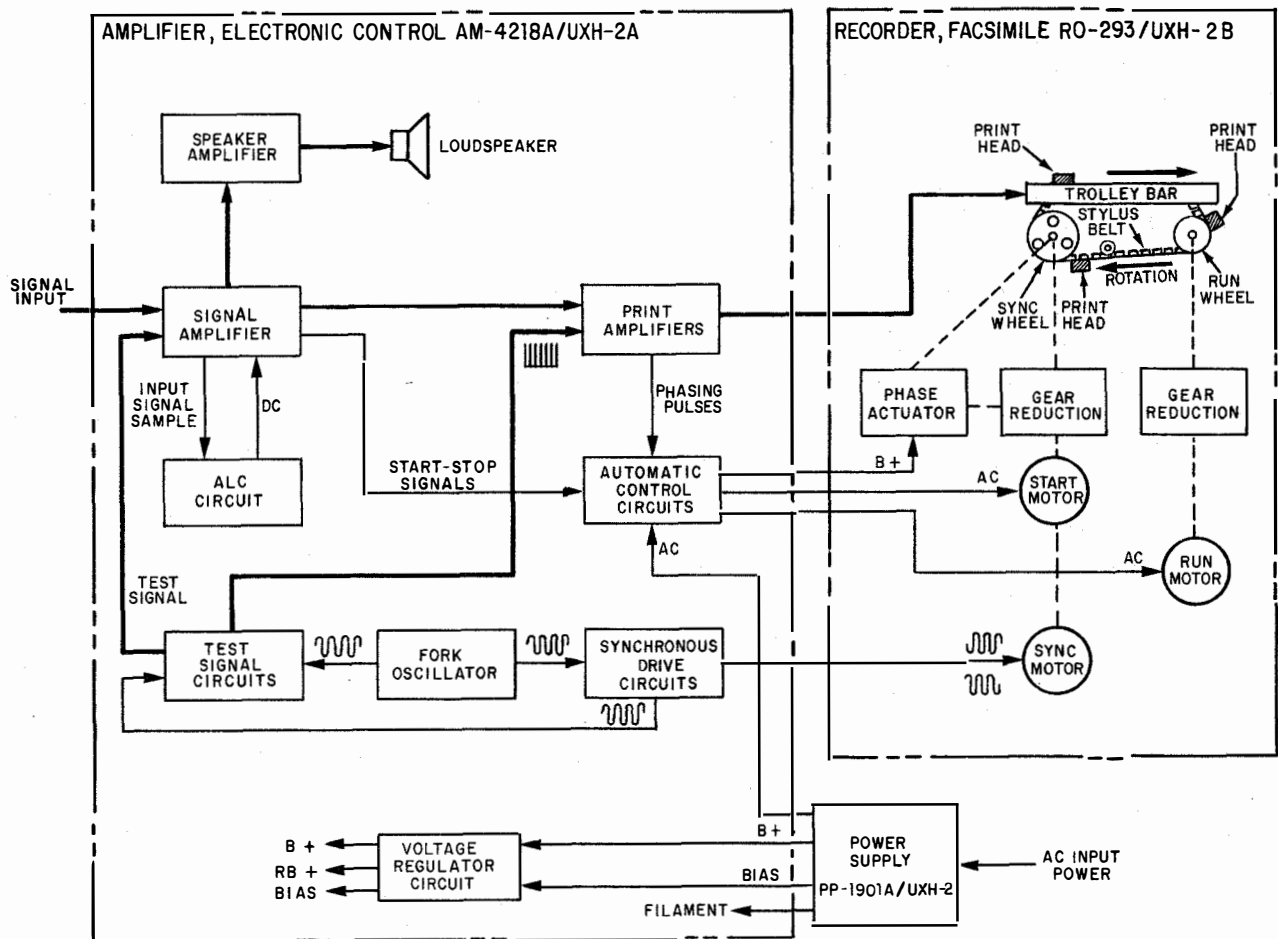 AMPLIFIER, ELECTRONIC CONTROL AM-4218A/UXH-2A
RECORDER, FACSIMILE RO-293/UXH-2B
SPEAKER
AMPLIFIER
LOUDSPEAKER
PRINT
HEAD
PRINT
HEAD
TROLLEY BAR
STYLUS
BELT
ROTATION
SYNC
WHEEL
PRINT
HEAD
RUN
WHEEL
SIGNAL
INPUT
SIGNAL
AMPLIFIER
PRINT
AMPLIFIERS
INPUT
SIGNAL
SAMPLE
DC
PHASING
PULSES
PHASE
ACTUATOR
GEAR
REDUCTION
GEAR
REDUCTION
ALC
CIRCUIT
START-STOP
SIGNALS
AUTOMATIC
CONTROL
CIRCUITS
B+
AC
START
MOTOR
AC
AC
RUN
MOTOR
TEST
SIGNAL
TEST
SIGNAL
CIRCUITS
FORK
OSCILLATOR
SYNCHRONOUS
DRIVE
CIRCUITS
SYNC
MOTOR
B +
RB +
BIAS
VOLTAGE
REGULATOR
CIRCUIT
B+
BIAS
FILAMENT
POWER
SUPPLY
PP-1901A/UXH-2
AC INPUT
POWER